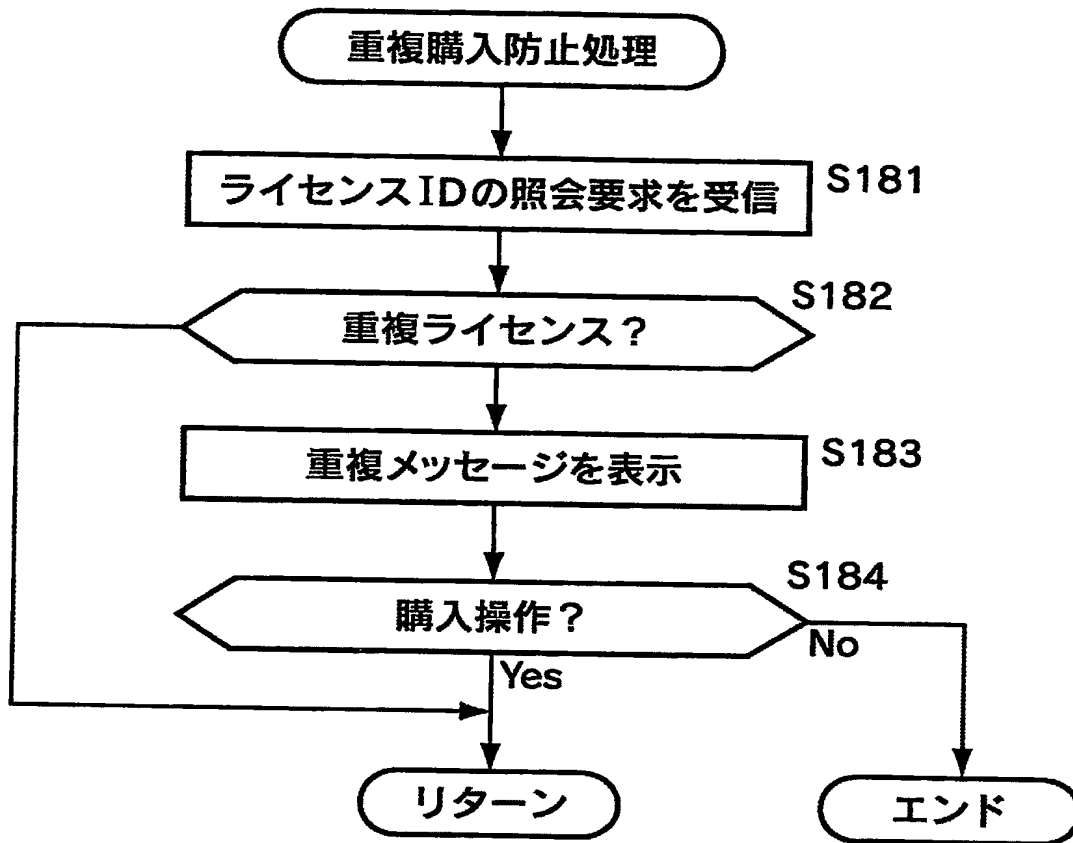 重複購入防止処理
ライセンスIDの照会要求を受信
S181
重複ライセンス?
S182
重複メッセージを表示
S183
購入操作?
S184
No
Yes
リターン
エンド